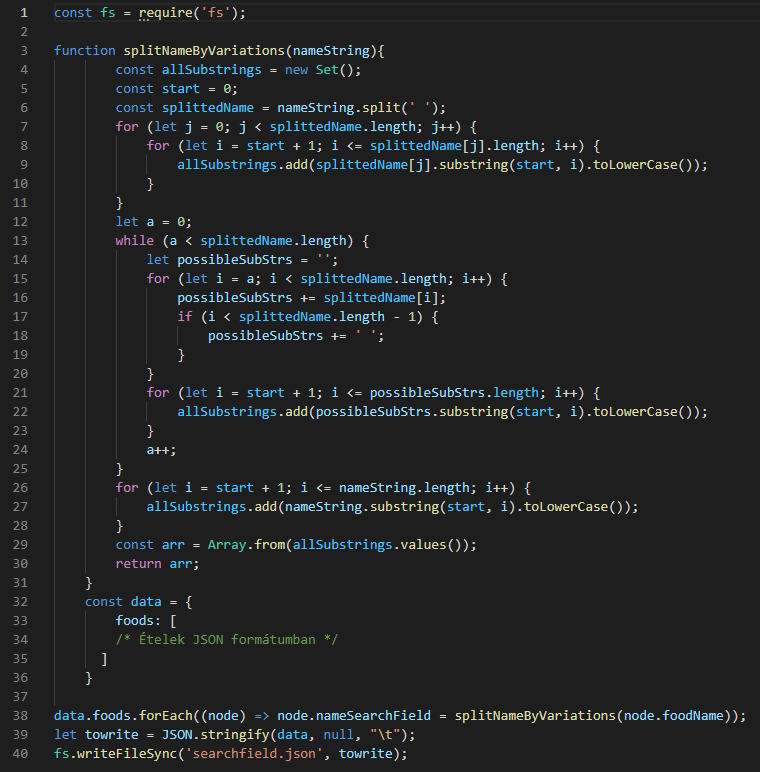 1 const fs = require('fs');
2
3 function splitNameByVariations(nameString){
4 const allSubstrings = new Set();
5 const start = 0;
6 const splittedName = nameString.split(' ');
7 for (let j = 0; j < splittedName.length; j++) {
8 for (let i = start + 1; i <= splittedName[j].length; i++) {
9 allSubstrings.add(splittedName[j].substring(start, i).toLowerCase());
10 }
11 }
12 let a = 0;
13 while (a < splittedName.length) {
14 let possibleSubStrs = '';
15 for (let i = a; i < splittedName.length; i++) {
16 possibleSubStrs += splittedName[i];
17 if (i < splittedName.length - 1) {
18 possibleSubStrs += ' ';
19 }
20 }
21 for (let i = start + 1; i <= possibleSubStrs.length; i++) {
22 allSubstrings.add(possibleSubStrs.substring(start, i).toLowerCase());
23 }
24 a++;
25 }
26 for (let i = start + 1; i <= nameString.length; i++) {
27 allSubstrings.add(nameString.substring(start, i).toLowerCase());
28 }
29 const arr = Array.from(allSubstrings.values());
30 return arr;
31 }
32 const data = {
33 foods: [
34 /* Ételek JSON formátumban */
35 ]
36 }
37
38 data.foods.forEach((node) => node.nameSearchField = splitNameByVariations(node.foodName));
39 let towrite = JSON.stringify(data, null, "\t");
40 fs.writeFileSync('searchfield.json', towrite);